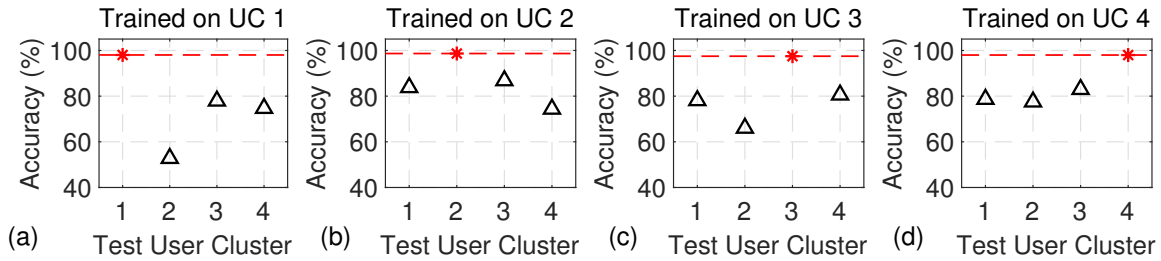 Trained on UC 1
Accuracy (%)
100
80
60
40
1 2 3 4
(a)
Test User Cluster
Trained on UC 2
Accuracy (%)
100
80
60
40
1 2 3 4
(b)
Test User Cluster
Trained on UC 3
Accuracy (%)
100
80
60
40
1 2 3 4
(c)
Test User Cluster
Trained on UC 4
Accuracy (%)
100
80
60
40
1 2 3 4
(d)
Test User Cluster